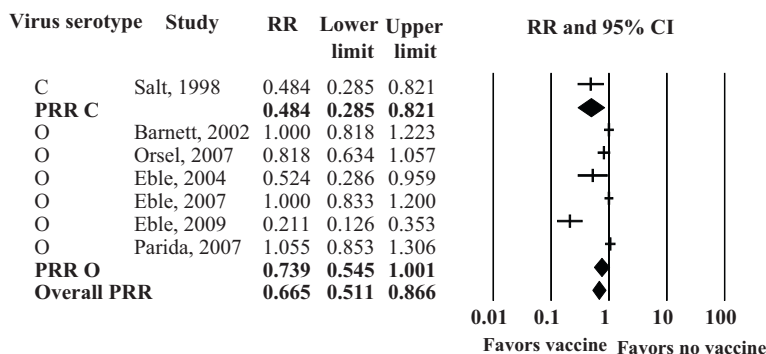 Virus serotype Study RR Lower limit Upper limit RR and 95% CI
C Salt, 1998 0.484 0.285 0.821
PRR C 0.484 0.285 0.821
O Barnett, 2002 1.000 0.818 1.223
O Orsel, 2007 0.818 0.634 1.057
O Eble, 2004 0.524 0.286 0.959
O Eble, 2007 1.000 0.833 1.200
O Eble, 2009 0.211 0.126 0.353
O Parida, 2007 1.055 0.853 1.306
PRR O 0.739 0.545 1.001
Overall PRR 0.665 0.511 0.866
0.01 0.1 1 10 100
Favors vaccine Favors no vaccine